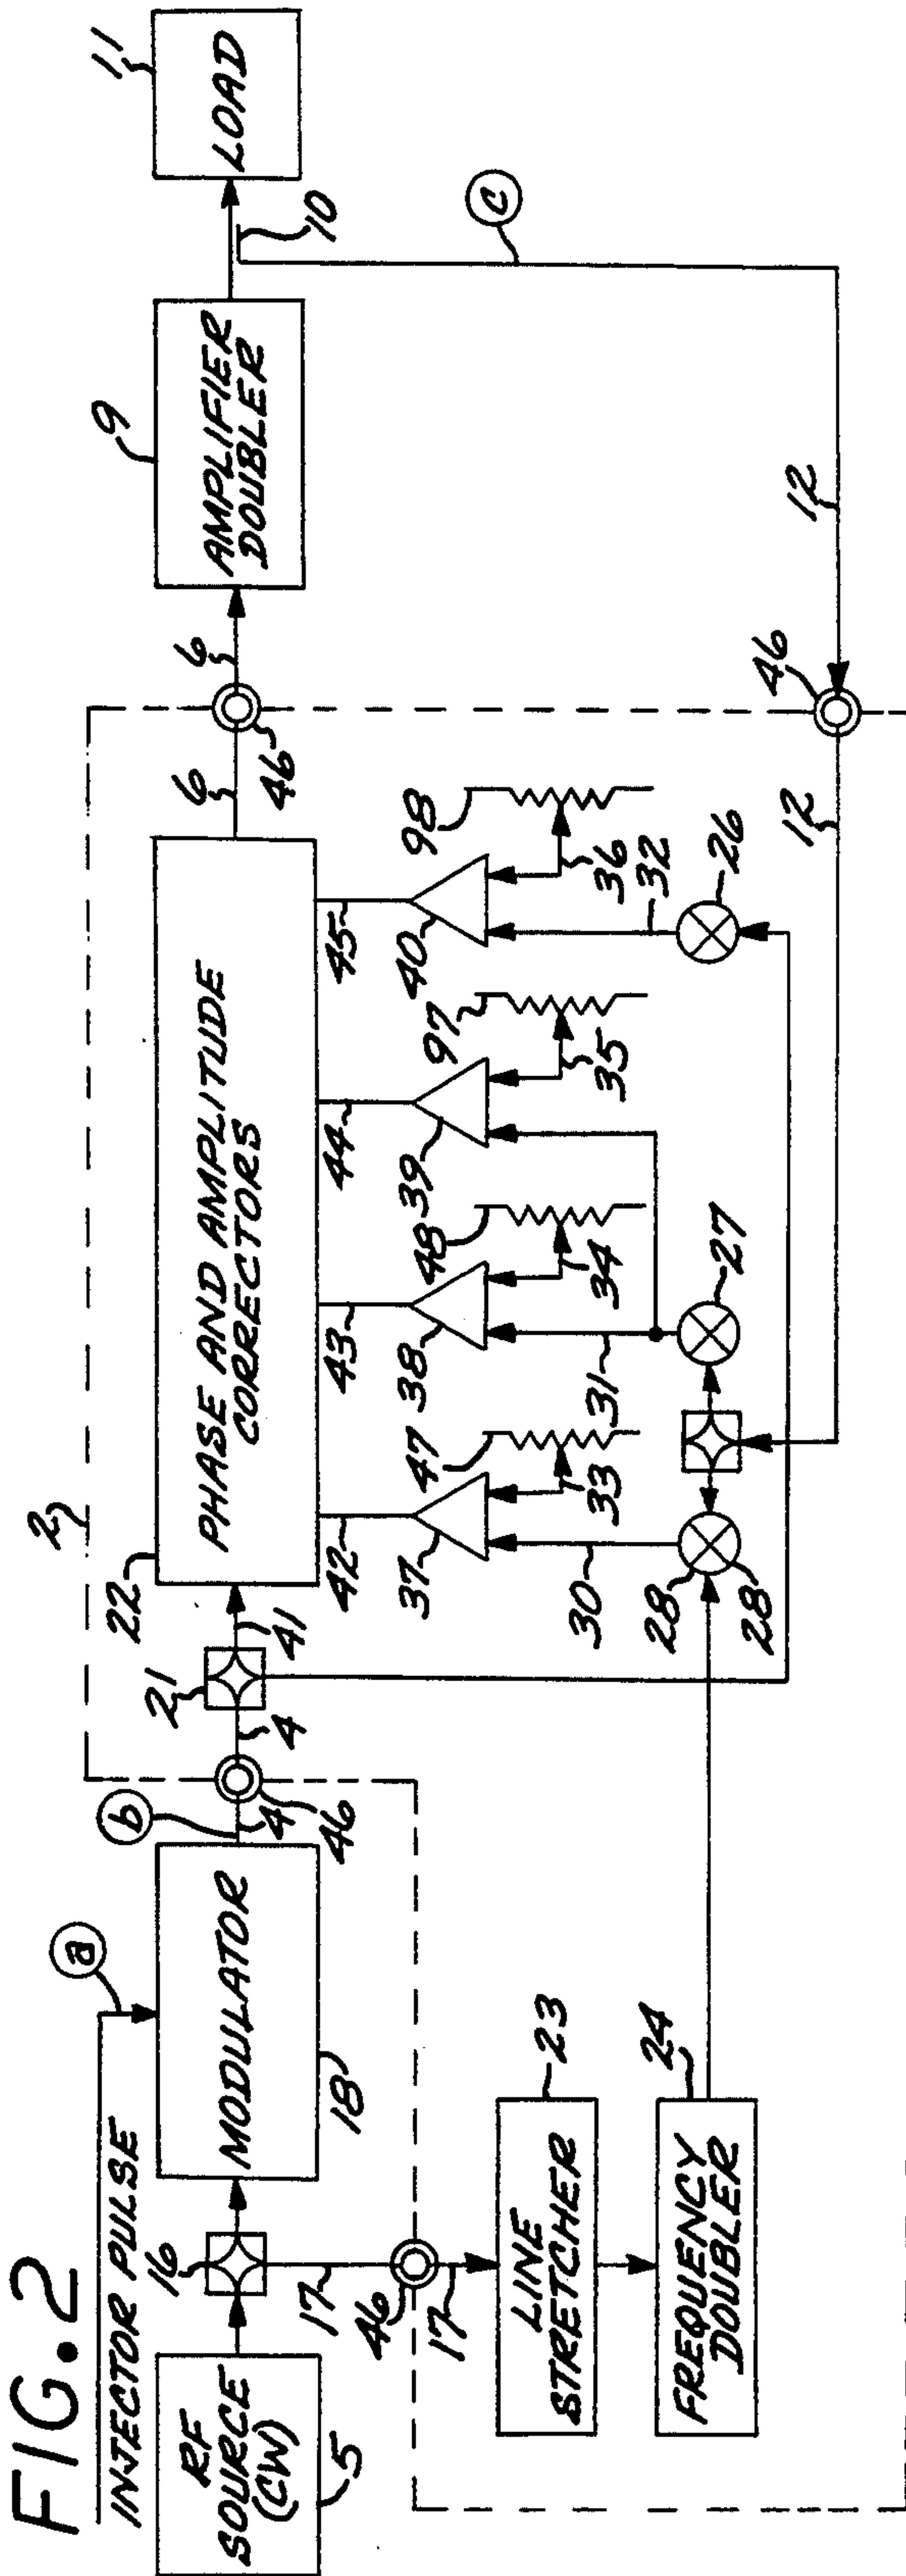 FIG. 2
INJECTOR PULSE
a
RF
SOURCE
(CW)
5
16
17
46
17
MODULATOR
18
b
4
46
4
21
41
2
22
PHASE AND AMPLITUDE
CORRECTORS
6
46
6
9
AMPLIFIER
DOUBLER
10
11
LOAD
c
12
46
12
42
43
44
45
37
38
39
40
47
48
97
98
33
34
35
36
30
31
32
28
28
27
26
LINE
STRETCHER
23
FREQUENCY
DOUBLER
24